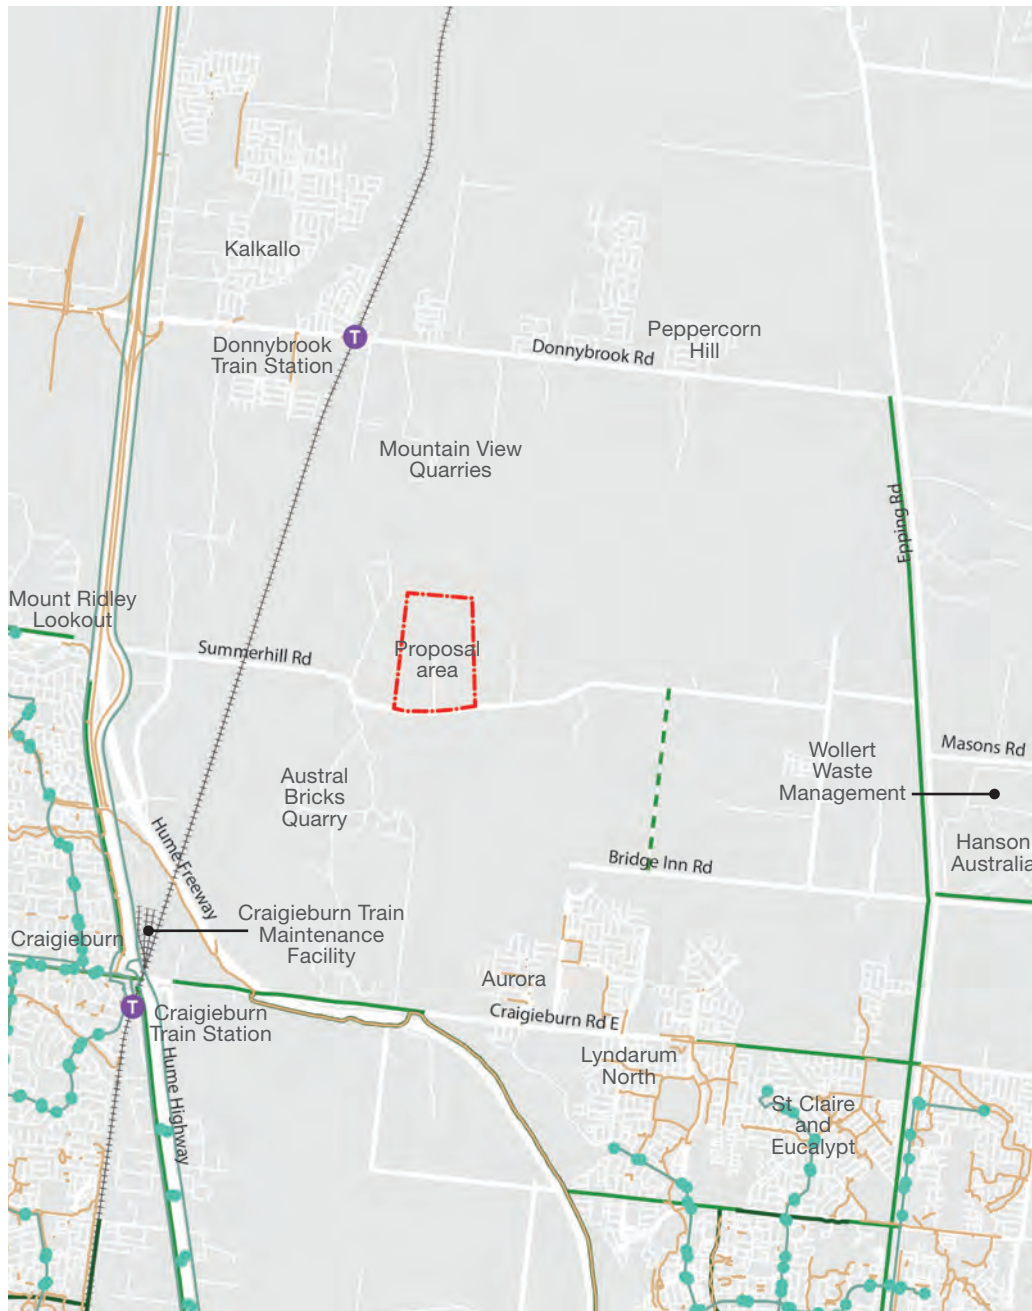 Kalkallo
T
Donnybrook
Train Station
Donnybrook Rd
Peppercorn
Hill
Mountain View
Quarries
Epping Rd
Mount Ridley
Lookout
Summerhill Rd
Proposal
area
Masons Rd
Wollert
Waste
Management
Austral
Bricks
Quarry
Hanson
Australia
Hume Freeway
Bridge Inn Rd
Craigieburn
Craigieburn Train
Maintenance
Facility
Aurora
T
Craigieburn
Train Station
Craigieburn Rd E
Hume Highway
Lyndarum
North
St Claire
and
Eucalypt